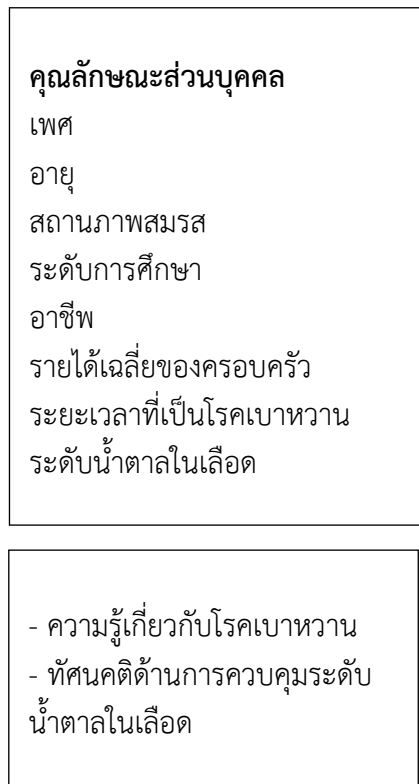 คุณลักษณะส่วนบุคคล
เพศ
อายุ
สถานภาพสมรส
ระดับการศึกษา
อาชีพ
รายได้เฉลี่ยของครอบครัว
ระยะเวลาที่เป็นโรคเบาหวาน
ระดับน้ำตาลในเลือด
- ความรู้เกี่ยวกับโรคเบาหวาน
- ทัศนคติด้านการควบคุมระดับ
น้ำตาลในเลือด